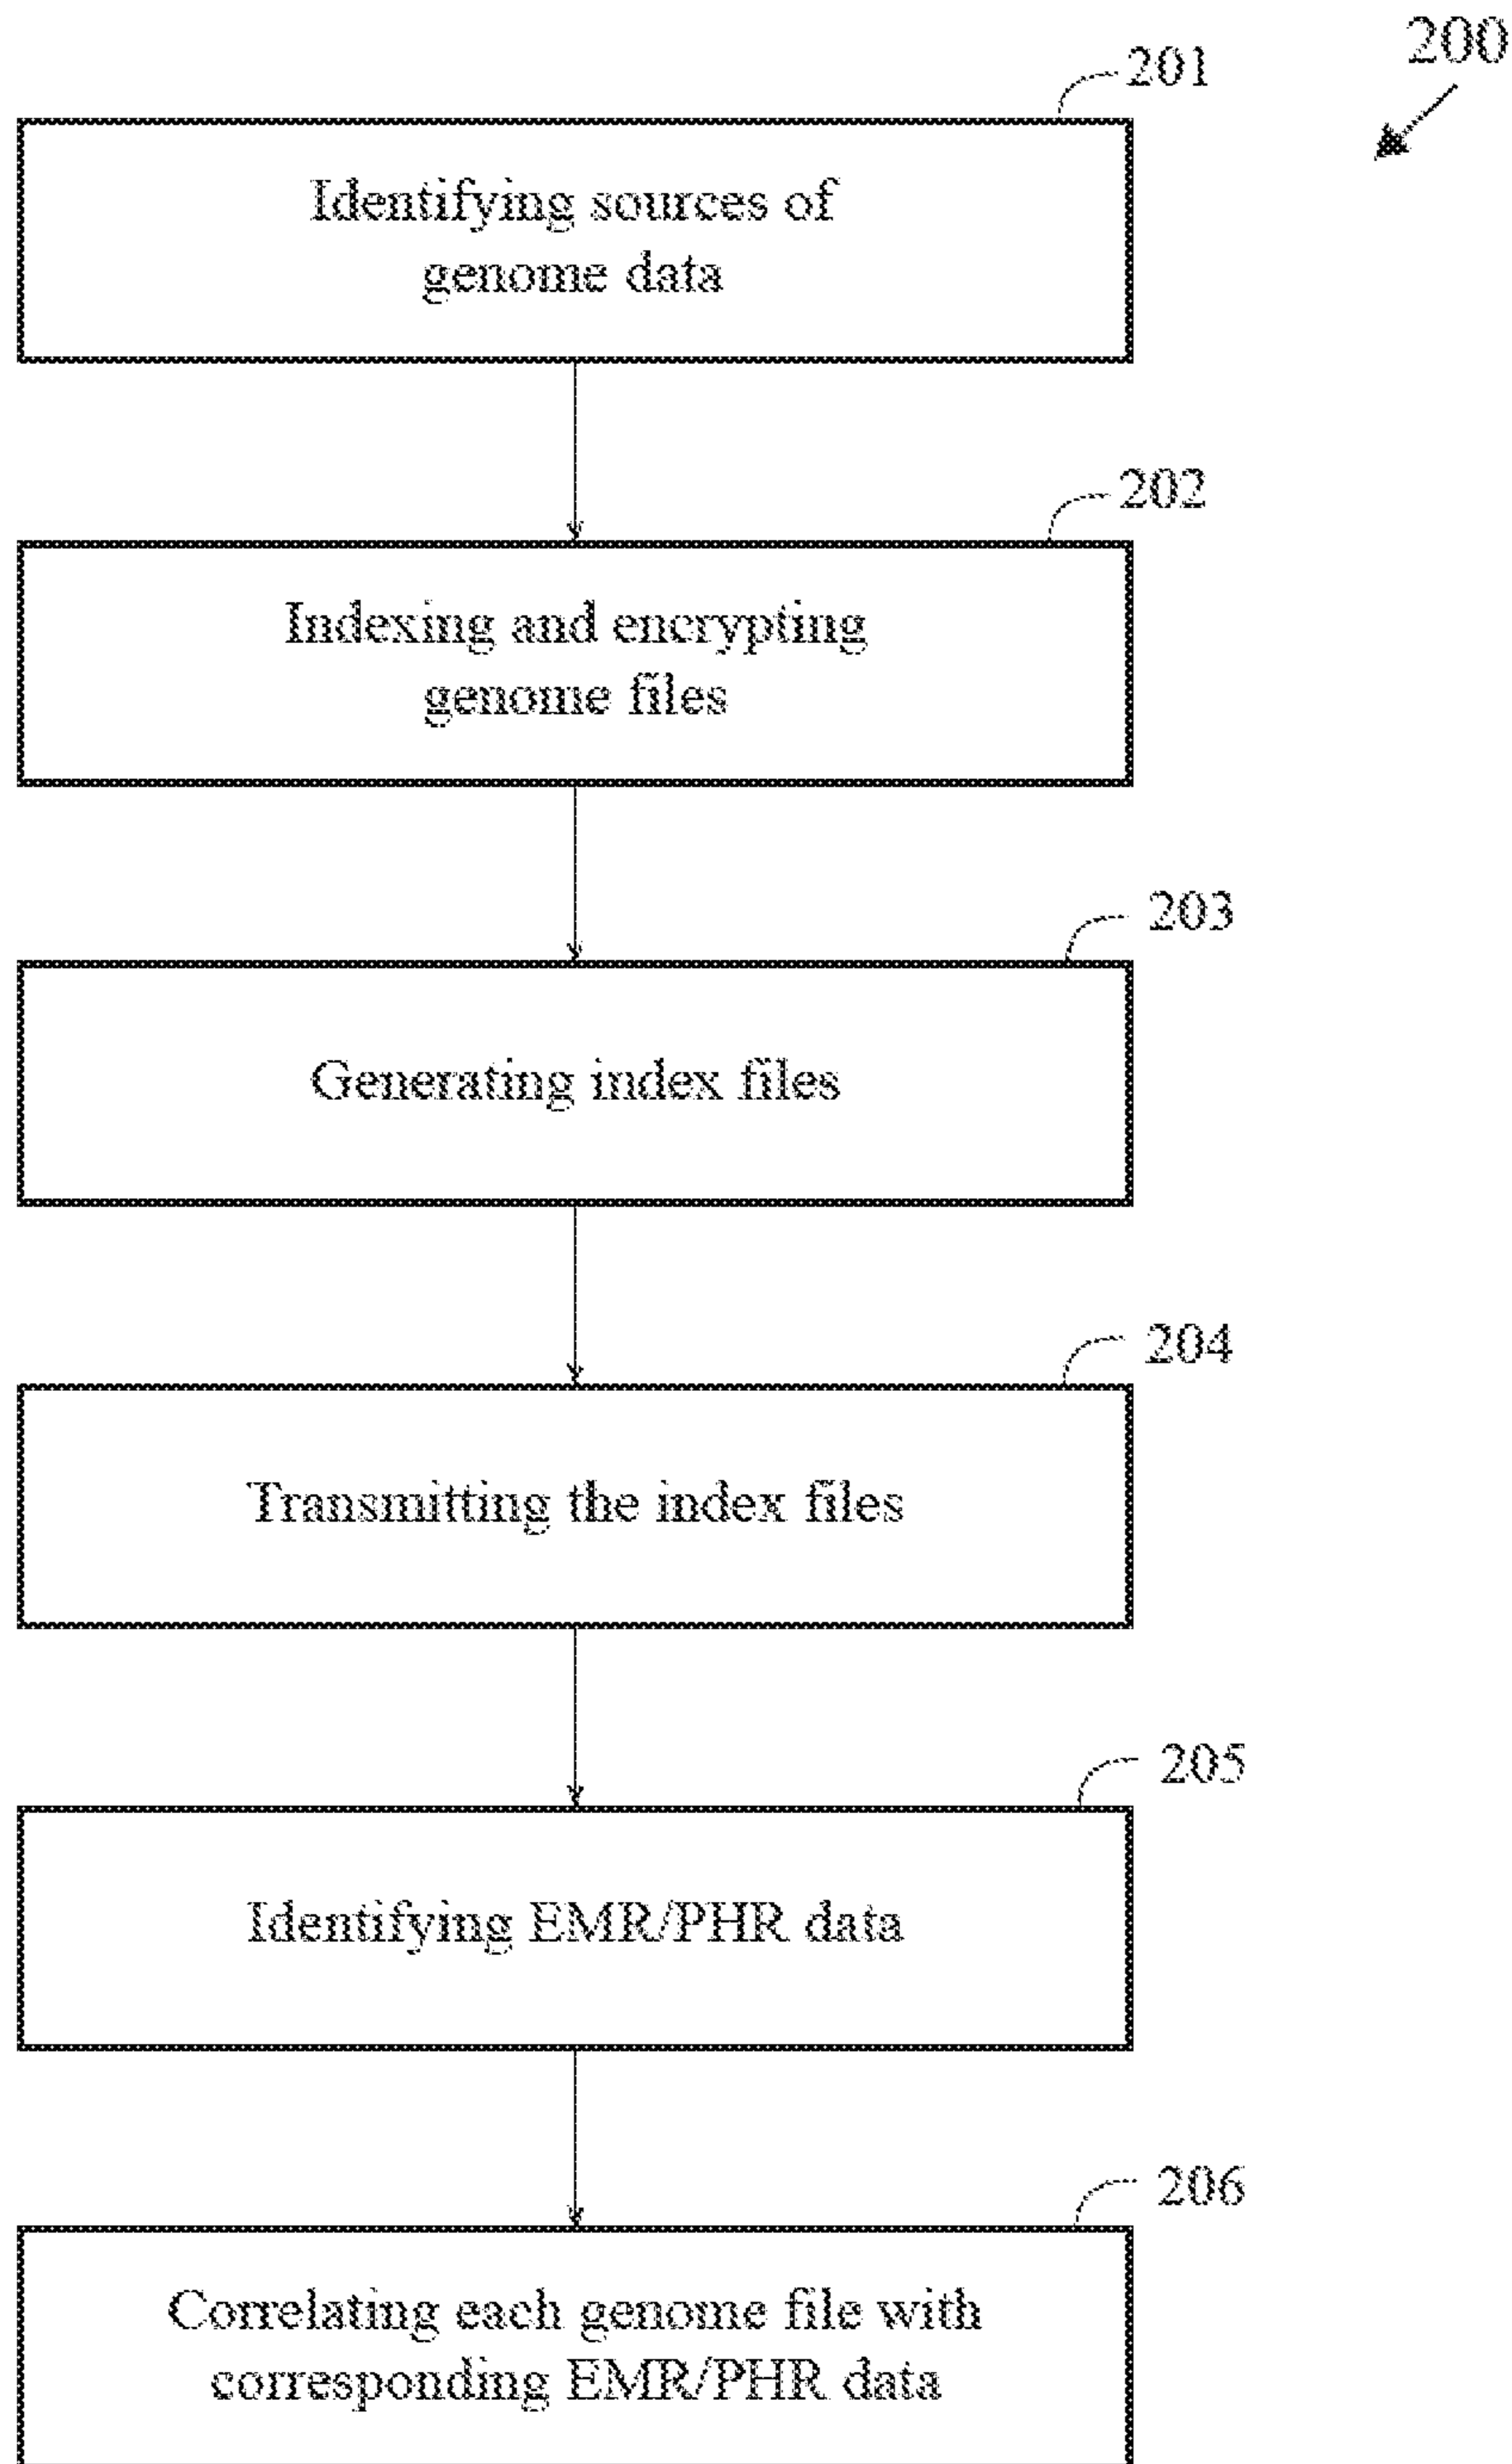 200
201
Identifying sources of
genome data
202
Indexing and encrypting
genome files
203
Generating index files
204
Transmitting the index files
205
Identifying EMR/PHR data
206
Correlating each genome file with
corresponding EMR/PHR data